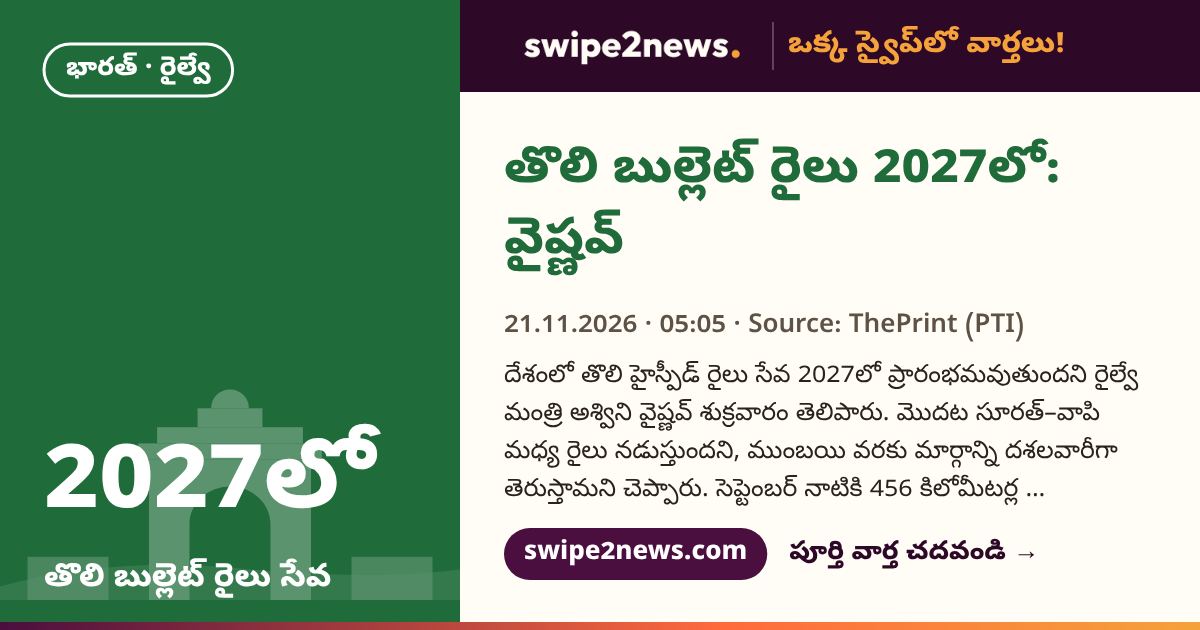 భారత్ · రైల్వే
2027లో
తొలి బుల్లెట్ రైలు సేవ
swipe2news.
ఒక్క స్వైప్‌లో వార్తలు!
తొలి బుల్లెట్ రైలు 2027లో:
వైష్ణవ్
21.11.2026 · 05:05 · Source: ThePrint (PTI)
దేశంలో తొలి హైస్పీడ్ రైలు సేవ 2027లో ప్రారంభమవుతుందని రైల్వే
మంత్రి అశ్విని వైష్ణవ్ శుక్రవారం తెలిపారు. మొదట సూరత్–వాపి
మధ్య రైలు నడుస్తుందని, ముంబయి వరకు మార్గాన్ని దశలవారీగా
తెరుస్తామని చెప్పారు. సెప్టెంబర్ నాటికి 456 కిలోమీటర్ల ...
swipe2news.com
పూర్తి వార్త చదవండి →